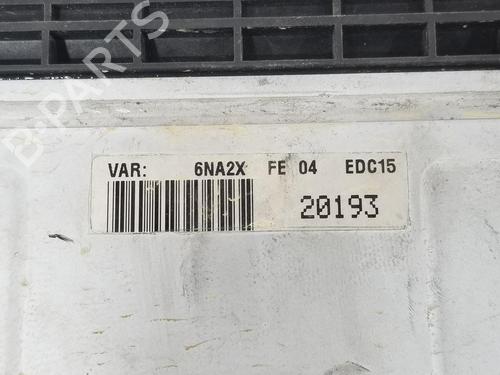 B-PARTS
VAR: 6NA2X FE 04 EDC15
20193